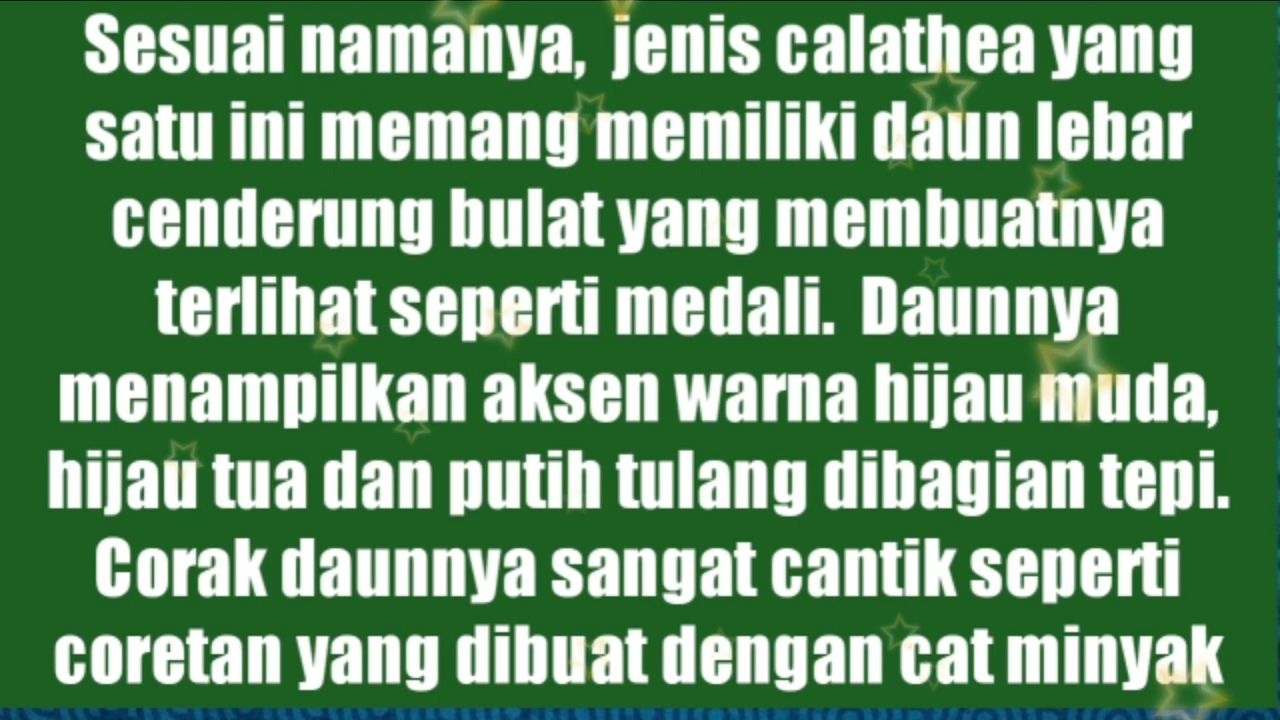 Sesuai namanya, jenis calathea yang
satu ini memang memiliki daun lebar
cenderung bulat yang membuatnya
terlihat seperti medali. Daunnya
menampilkan aksen warna hijau muda,
hijau tua dan putih tulang dibagian tepi.
Corak daunnya sangat cantik seperti
coretan yang dibuat dengan cat minyak